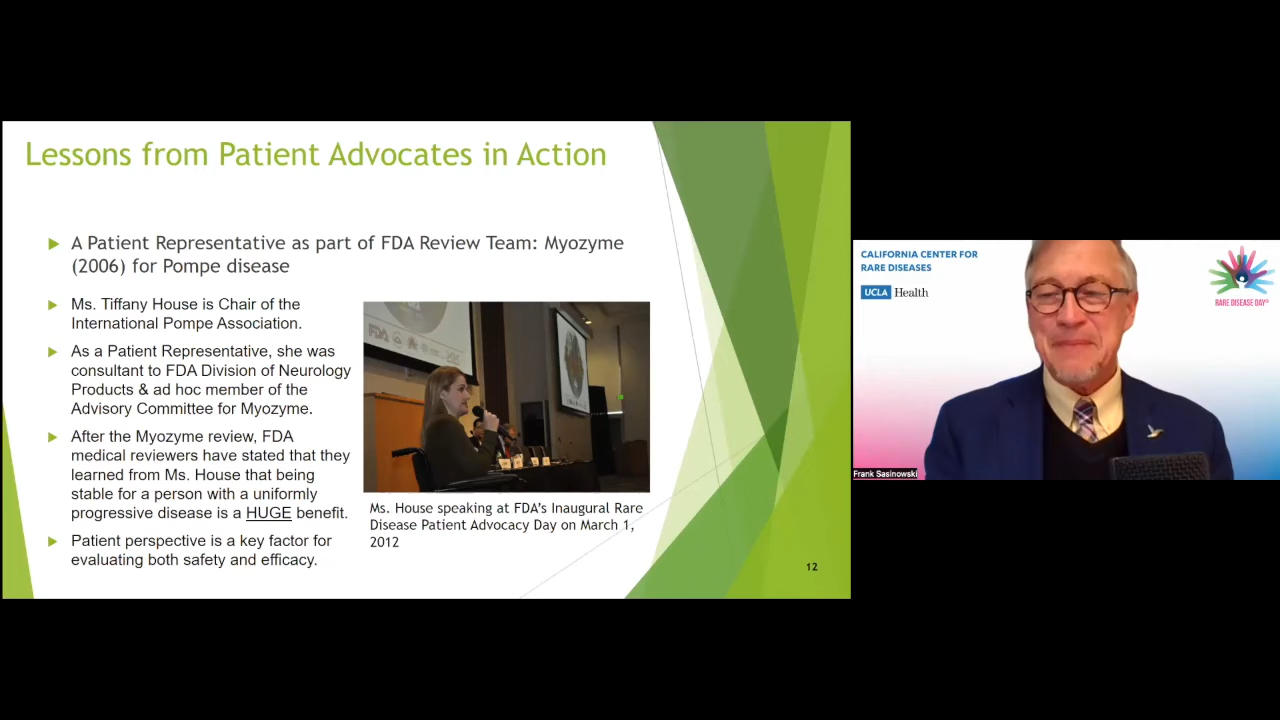 Lessons from Patient Advocates in Action
A Patient Representative as part of FDA Review Team: Myozyme
(2006) for Pompe disease
Ms. Tiffany House is Chair of the
International Pompe Association.
As a Patient Representative, she was
consultant to FDA Division of Neurology
Products & ad hoc member of the
Advisory Committee for Myozyme.
After the Myozyme review, FDA
medical reviewers have stated that they
learned from Ms. House that being
stable for a person with a uniformly
progressive disease is a HUGE benefit.
Patient perspective is a key factor for
evaluating both safety and efficacy.
FDA
Ms. House speaking at FDA's Inaugural Rare
Disease Patient Advocacy Day on March 1,
2012
12
CALIFORNIA CENTER FOR
RARE DISEASES
UCLA Health
RARE DISEASE DAY®
Frank Sasinowski